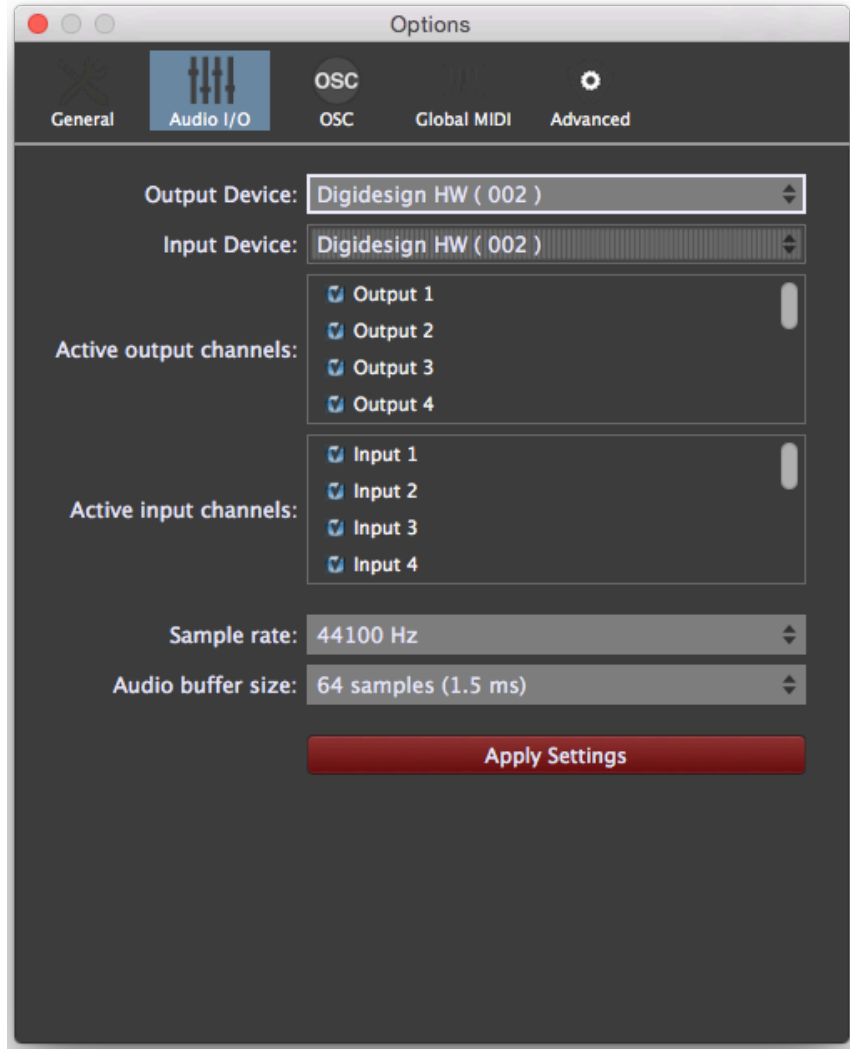 Options
OSC
General Audio I/O OSC Global MIDI Advanced
Output Device: Digidesign HW ( 002 )
Input Device: Digidesign HW ( 002 )
Active output channels:
Output 1
Output 2
Output 3
Output 4
Active input channels:
Input 1
Input 2
Input 3
Input 4
Sample rate: 44100 Hz
Audio buffer size: 64 samples (1.5 ms)
Apply Settings